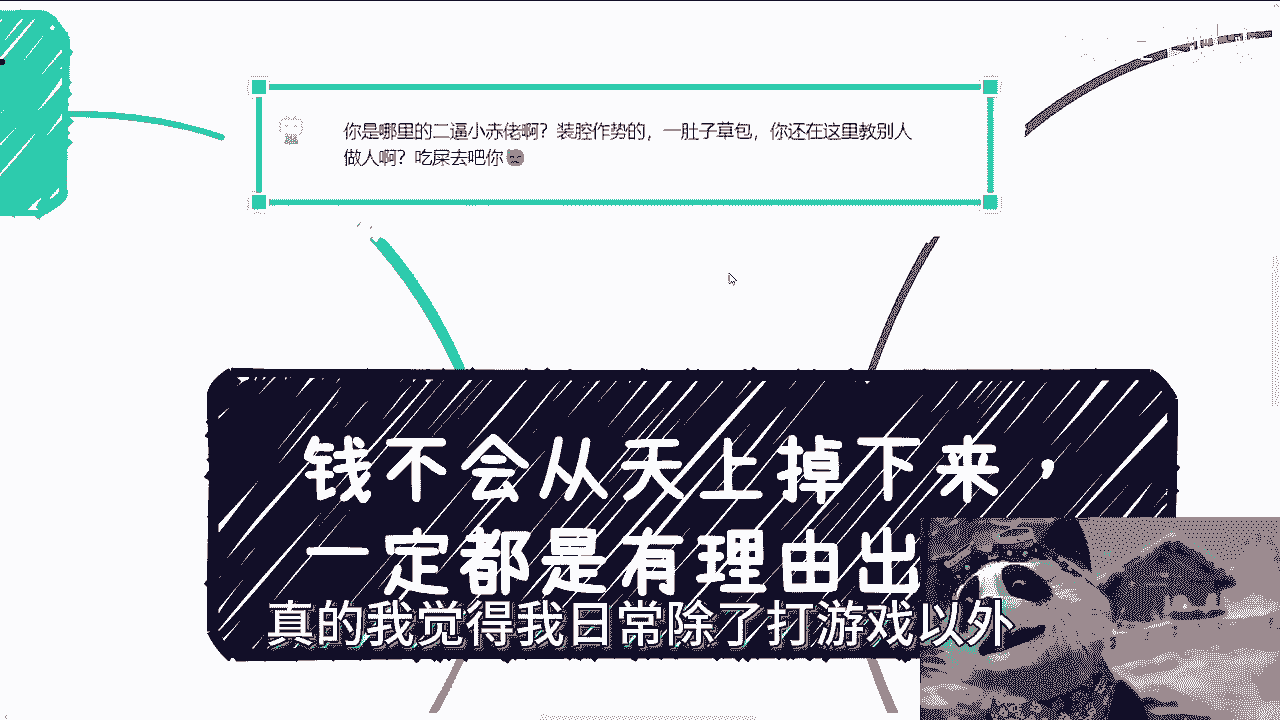 你是哪里的二逼小赤佬啊？装腔作势的，一肚子草包，你还在这里教别人
做人啊？吃屎去吧你
钱不会从天上掉下来，
一定都是有理由出
真的我觉得我日常除了打游戏以外